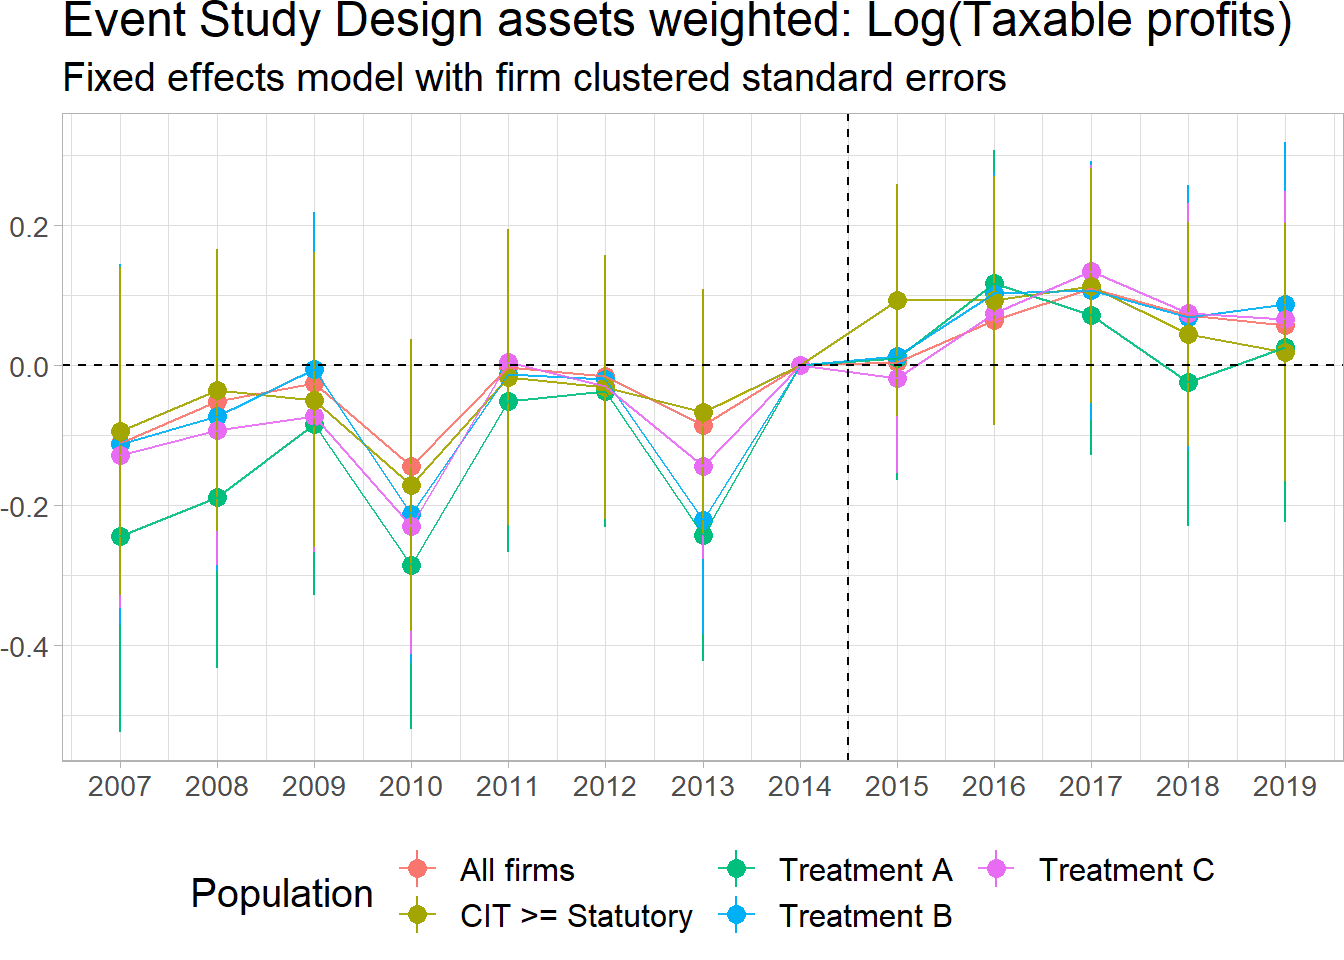 Event Study Design assets weighted: Log(Taxable profits)
Fixed effects model with firm clustered standard errors
0.2
0.0
-0.2
-0.4
2007 2008 2009 2010 2011 2012 2013 2014 2015 2016 2017 2018 2019
Population
All firms Treatment A Treatment C
CIT >= Statutory Treatment B